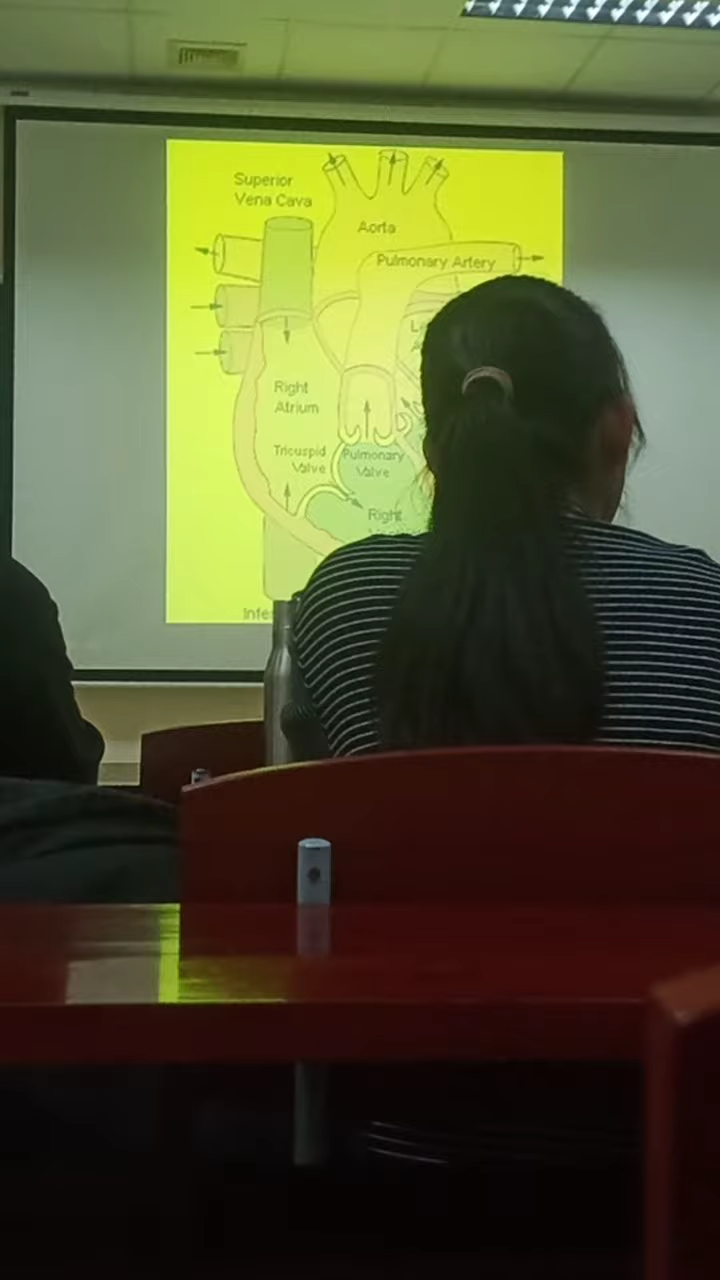 Superior
Vena Cava
Aorta
Pulmonary Artery
Right
Atrium
Tricuspid
Valve
Pulmonary
Valve
Right